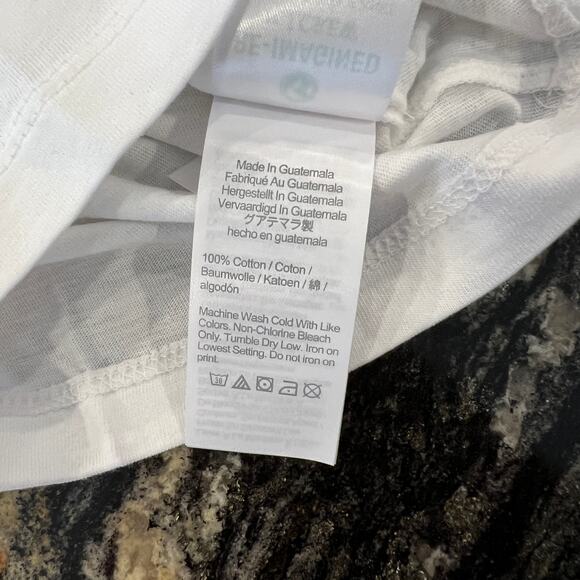 CREW
RE-IMAGINED
Made In Guatemala
Fabriqué Au Guatemala
Hergestellt In Guatemala
Vervaardigd In Guatemala
グアテマラ製
hecho en guatemala
100% Cotton / Coton /
Baumwolle / Katoen / 綿 /
algodón
Machine Wash Cold With Like
Colors. Non-Chlorine Bleach
Only. Tumble Dry Low. Iron on
Lowest Setting. Do not iron on
print.
30